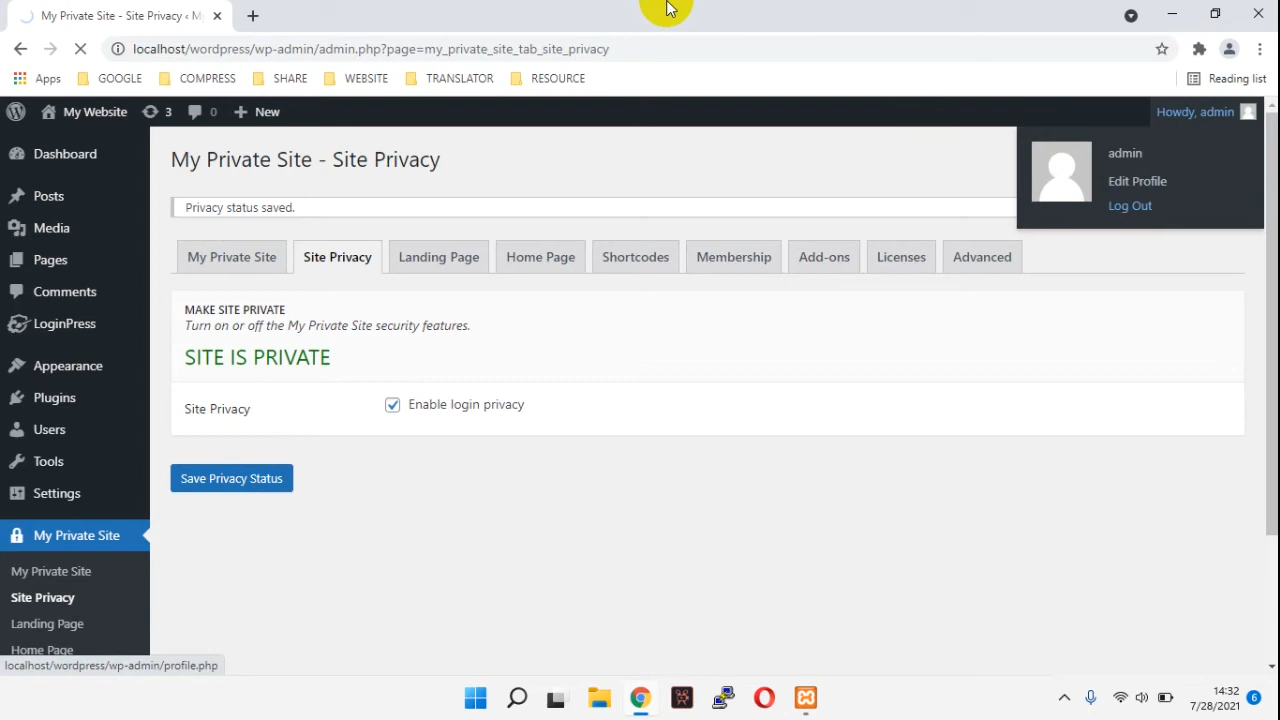 My Private Site - Site Privacy ‹ My
localhost/wordpress/wp-admin/admin.php?page=my_private_site_tab_site_privacy
Apps GOOGLE COMPRESS SHARE WEBSITE TRANSLATOR RESOURCE Reading list
My Website 3 0 New Howdy, admin
admin
Edit Profile
Log Out
Dashboard
Posts
Media
Pages
Comments
LoginPress
Appearance
Plugins
Users
Tools
Settings
My Private Site
My Private Site
Site Privacy
Landing Page
Home Page
My Private Site - Site Privacy
Privacy status saved.
My Private Site Site Privacy Landing Page Home Page Shortcodes Membership Add-ons Licenses Advanced
MAKE SITE PRIVATE
Turn on or off the My Private Site security features.
SITE IS PRIVATE
Site Privacy Enable login privacy
Save Privacy Status
localhost/wordpress/wp-admin/profile.php
14:32
7/28/2021
6